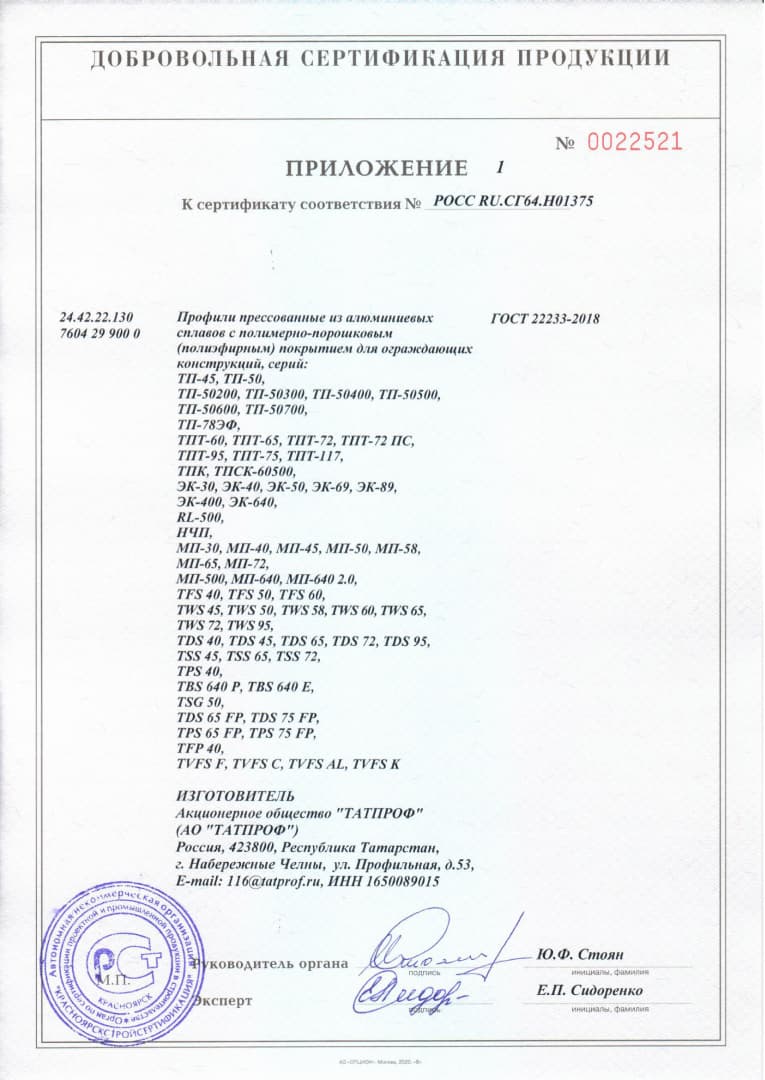 ДОБРОВОЛЬНАЯ СЕРТИФИКАЦИЯ ПРОДУКЦИИ
№ 0022521
ПРИЛОЖЕНИЕ 1
К сертификату соответствия № РОСС RU.СГ64.Н01375
24.42.22.130
7604 29 900 0
Профили прессованные из алюминиевых
сплавов с полимерно-порошковым
(полиэфирным) покрытием для ограждающих
конструкций, серий:
ТП-45, ТП-50,
ТП-50200, ТП-50300, ТП-50400, ТП-50500,
ТП-50600, ТП-50700,
ТП-78ЭФ,
ТПТ-60, ТПТ-65, ТПТ-72, ТПТ-72 ПС,
ТПТ-95, ТПТ-75, ТПТ-117,
ТПК, ТПСК-60500,
ЭК-30, ЭК-40, ЭК-50, ЭК-69, ЭК-89,
ЭК-400, ЭК-640,
RL-500,
НЧП,
МП-30, МП-40, МП-45, МП-50, МП-58,
МП-65, МП-72,
МП-500, МП-640, МП-640 2.0,
TFS 40, TFS 50, TFS 60,
TWS 45, TWS 50, TWS 58, TWS 60, TWS 65,
TWS 72, TWS 95,
TDS 40, TDS 45, TDS 65, TDS 72, TDS 95,
TSS 45, TSS 65, TSS 72,
TPS 40,
TBS 640 P, TBS 640 E,
TSG 50,
TDS 65 FP, TDS 75 FP,
TPS 65 FP, TPS 75 FP,
TFP 40,
TVFS F, TVFS C, TVFS AL, TVFS K
ГОСТ 22233-2018
ИЗГОТОВИТЕЛЬ
Акционерное общество "ТАТПРОФ"
(АО "ТАТПРОФ")
Россия, 423800, Республика Татарстан,
г. Набережные Челны, ул. Профильная, д.53,
E-mail: 116@tatprof.ru, ИНН 1650089015
Автономная некоммерческая организация
"КРАСНОЯРСКСТРОЙСЕРТИФИКАЦИЯ"
Орган по сертификации проектной и промышленной продукции в строительстве
РСТ
КРАСНОЯРСК
М.П.
Руководитель органа
подпись
Ю.Ф. Стоян
инициалы, фамилия
Эксперт
подпись
Е.П. Сидоренко
инициалы, фамилия
АО «ОПЦИОН», Москва, 2020, «В»